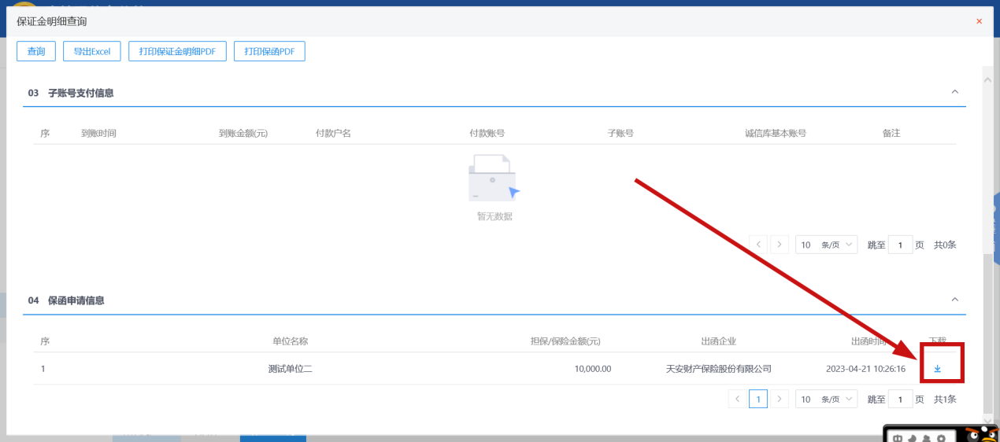 保证金明细查询
查询 导出Excel 打印保证金明细PDF 打印保函PDF
03 子账号支付信息
序 到账时间 到账金额(元) 付款户名 付款账号 子账号 诚信库基本账号 备注
暂无数据
10 条/页 跳至 1 页 共0条
04 保函申请信息
序 单位名称 担保/保险金额(元) 出函企业 出函时间 下载
1 测试单位二 10,000.00 天安财产保险股份有限公司 2023-04-21 10:26:16
1 10 条/页 跳至 1 页 共1条
中